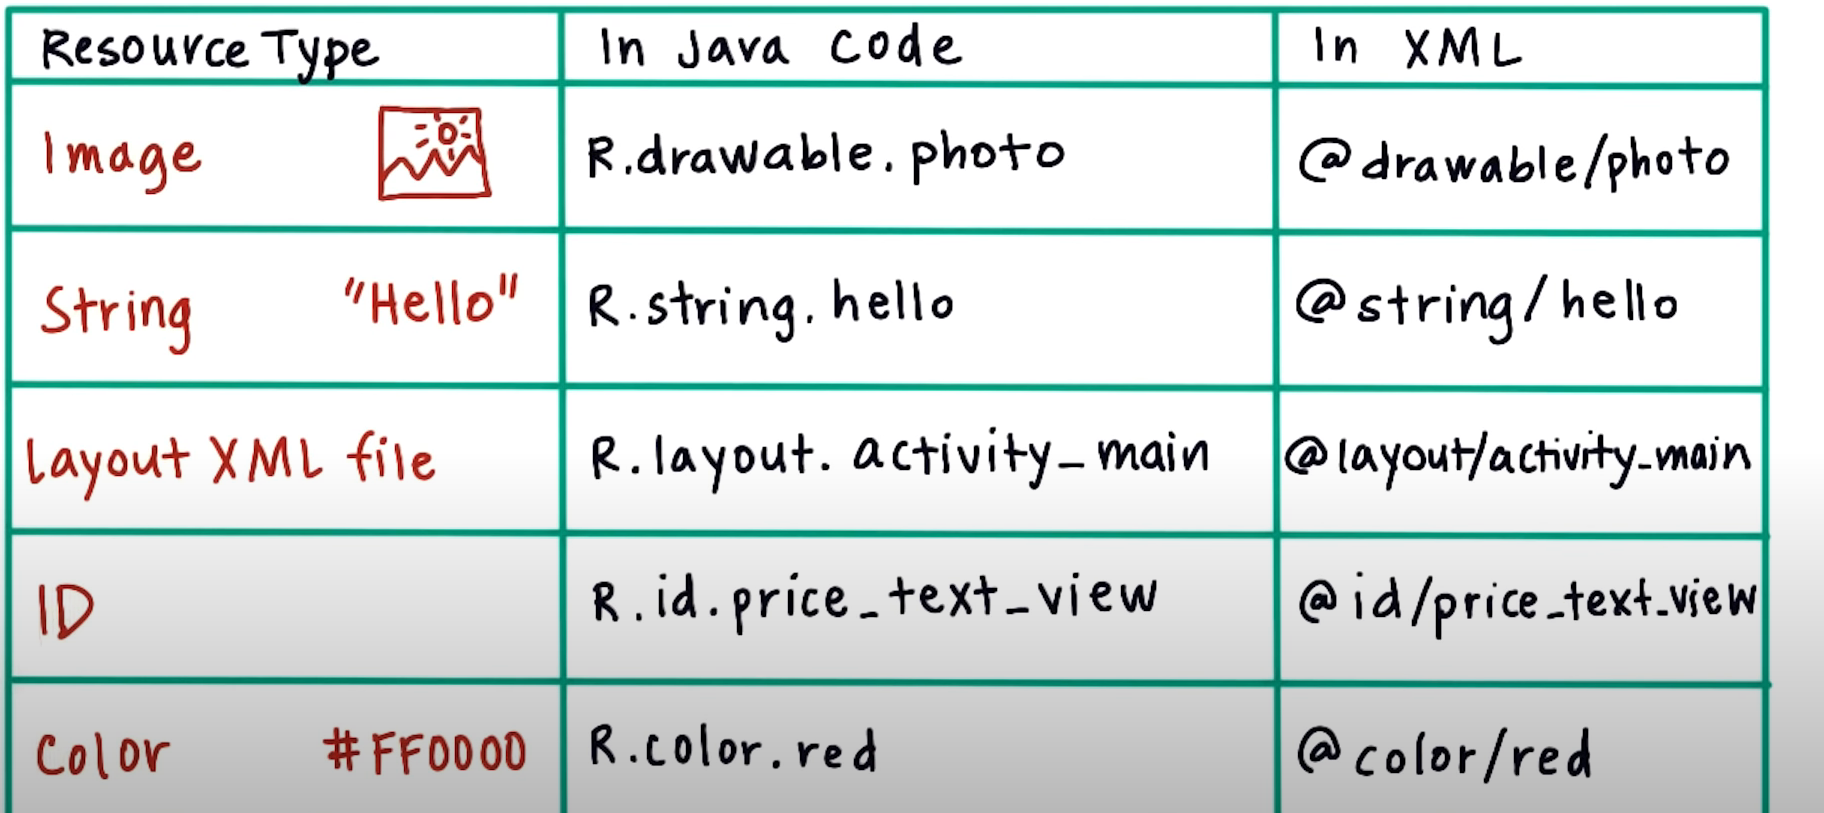 Resource Type In Java Code In XML
Image R.drawable.photo @drawable/photo
String "Hello" R.string.hello @string/hello
Layout XML file R.layout.activity_main @layout/activity_main
ID R.id.price_text_view @id/price_text_view
Color #FF0000 R.color.red @color/red